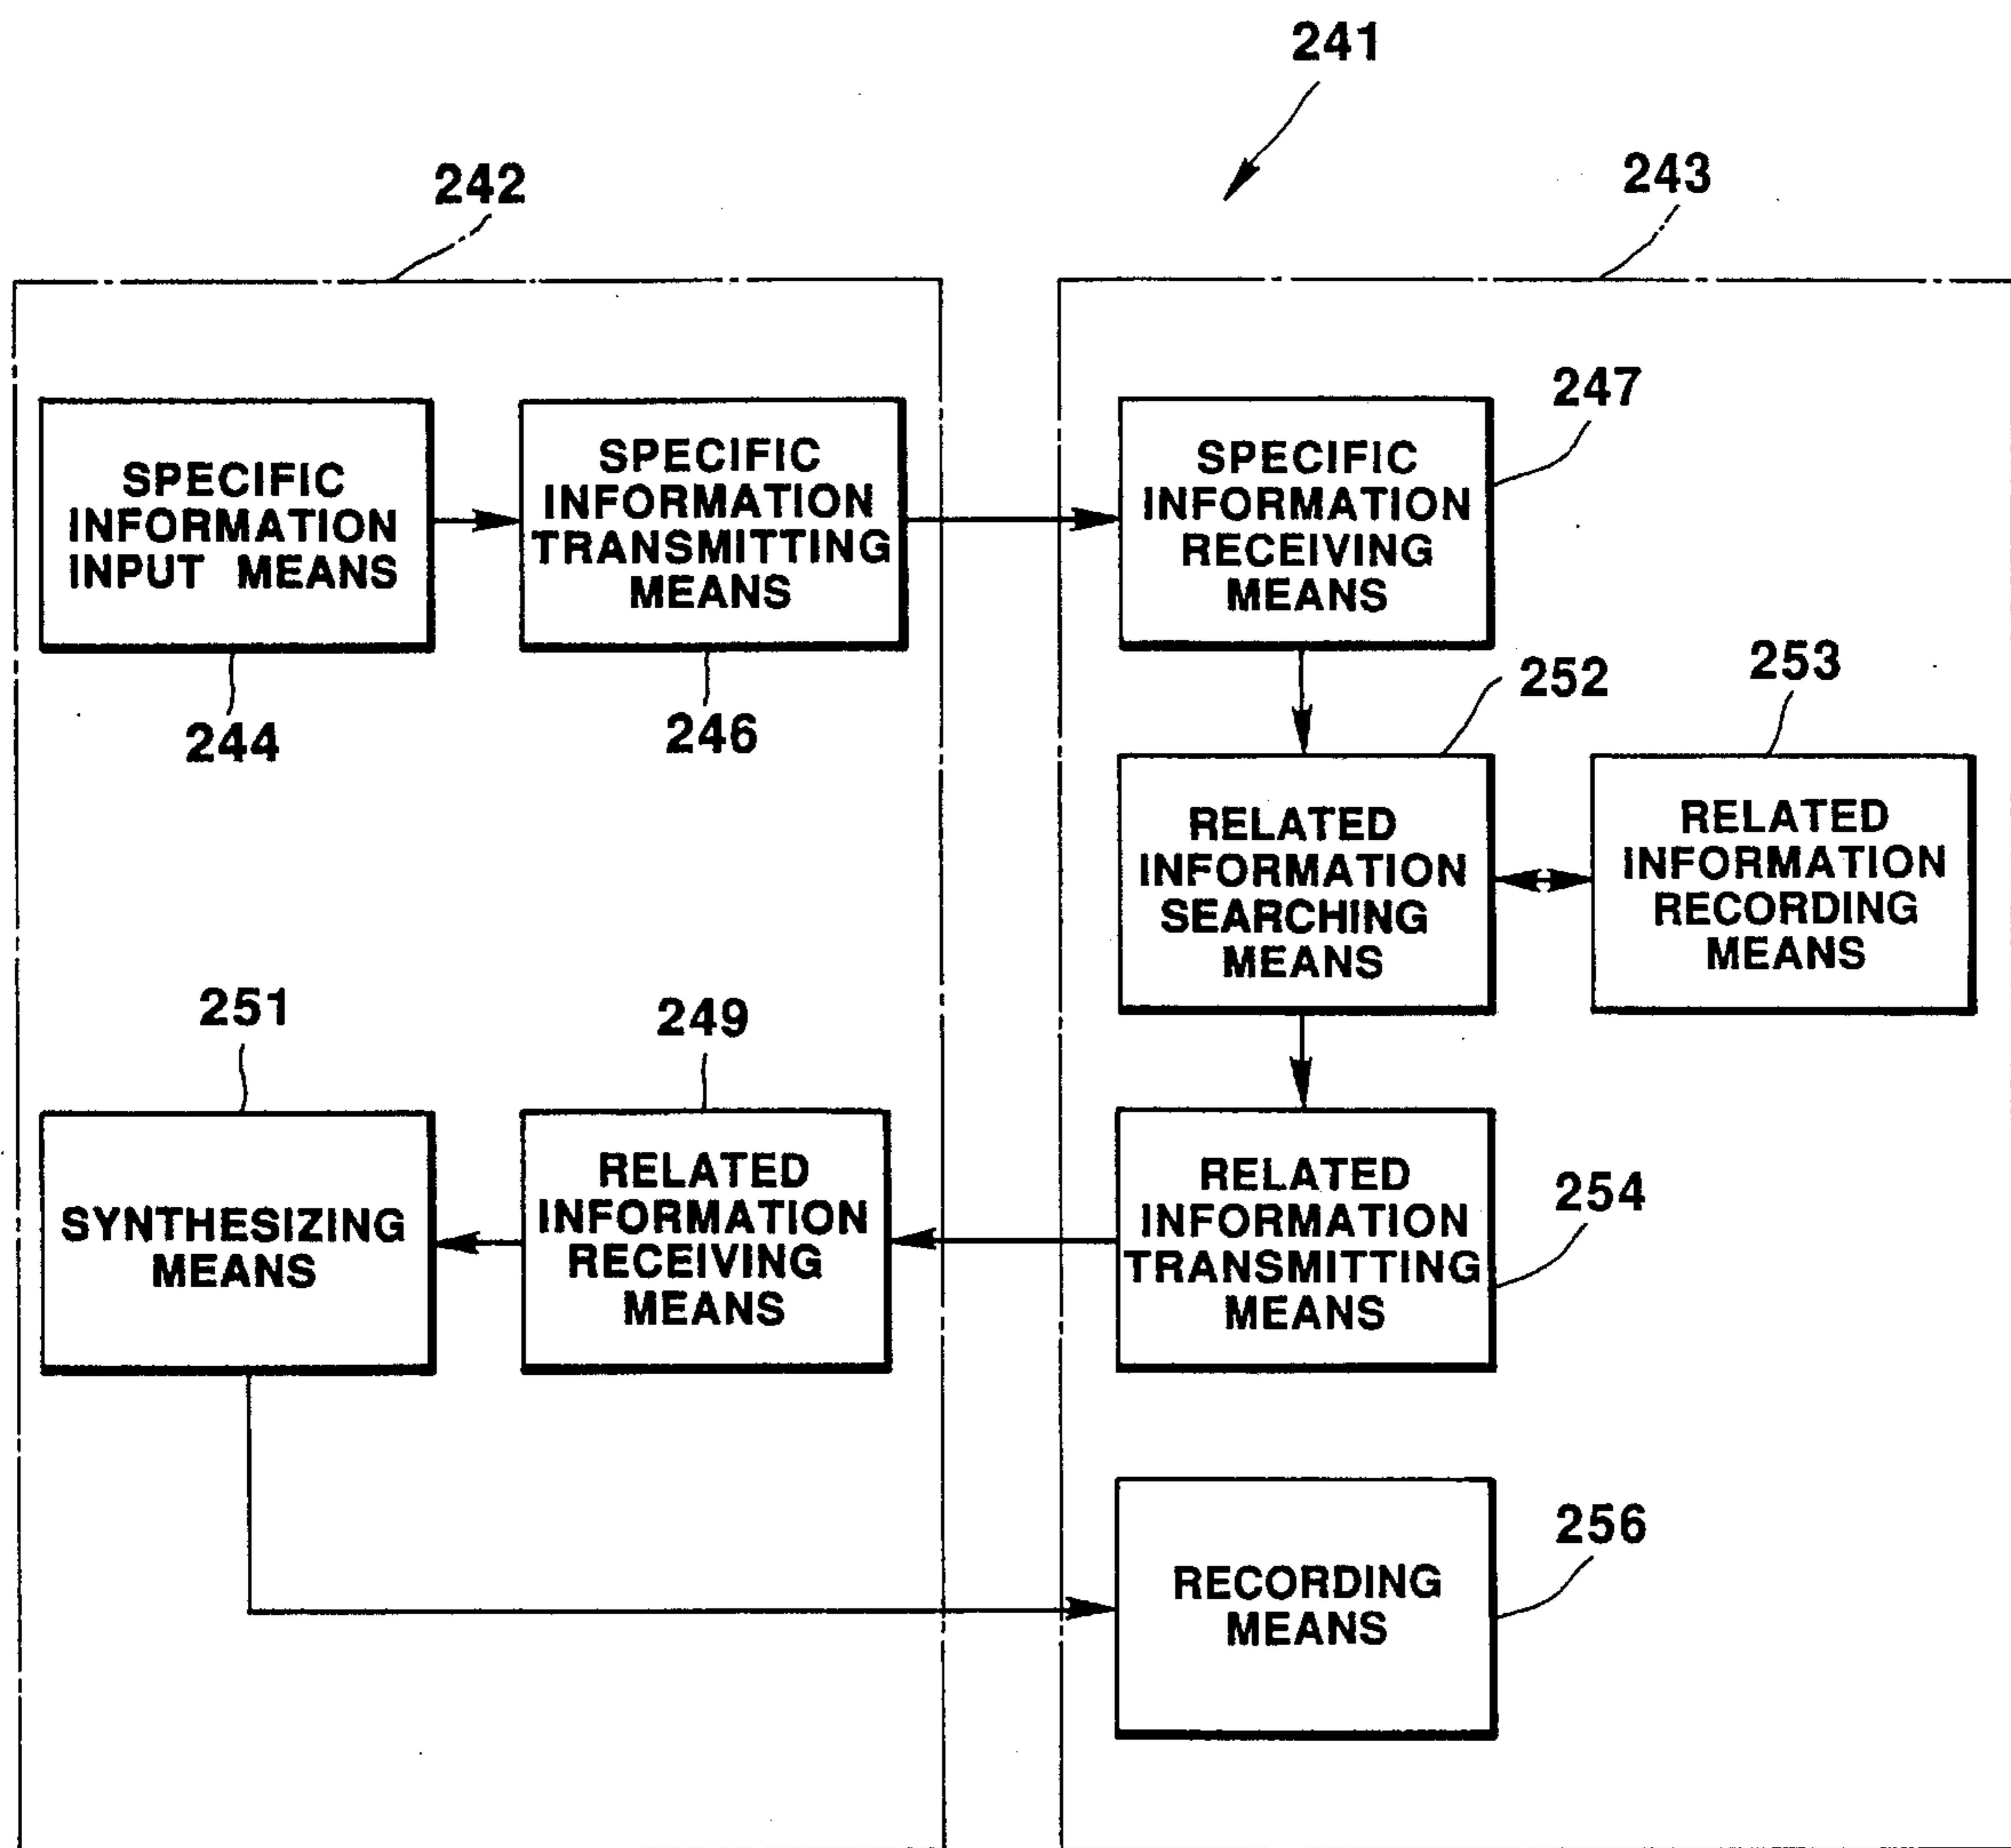 241
242
243
SPECIFIC
INFORMATION
INPUT MEANS
244
SPECIFIC
INFORMATION
TRANSMITTING
MEANS
246
SPECIFIC
INFORMATION
RECEIVING
MEANS
247
RELATED
INFORMATION
SEARCHING
MEANS
252
RELATED
INFORMATION
RECORDING
MEANS
253
251
SYNTHESIZING
MEANS
249
RELATED
INFORMATION
RECEIVING
MEANS
RELATED
INFORMATION
TRANSMITTING
MEANS
254
RECORDING
MEANS
256